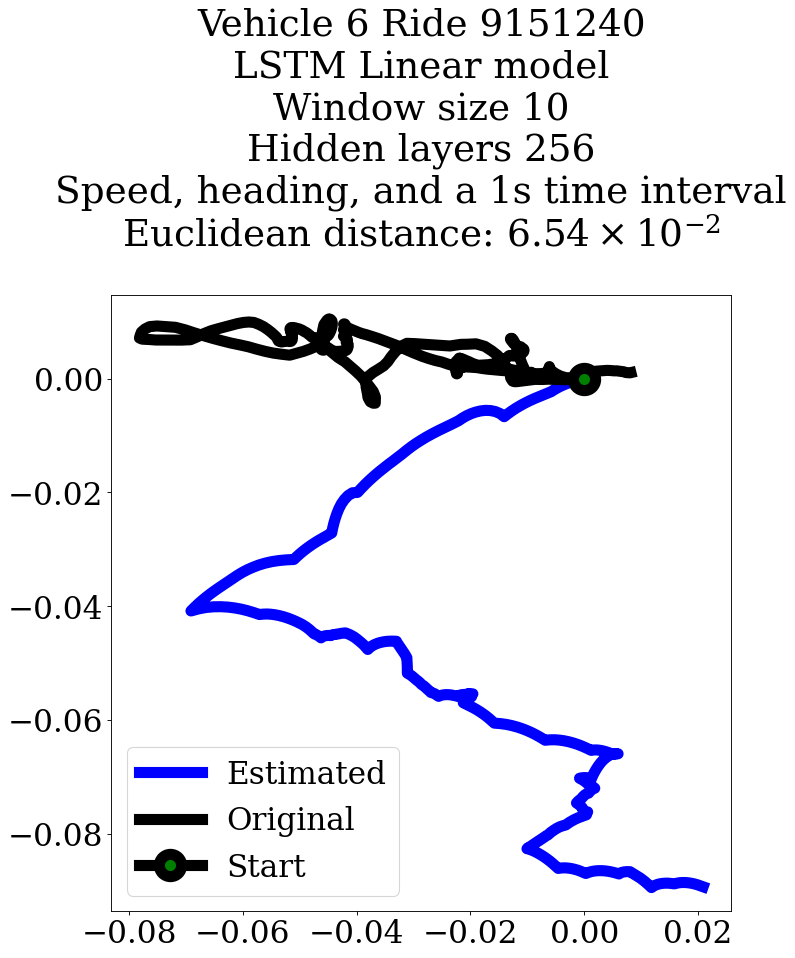 Vehicle 6 Ride 9151240
LSTM Linear model
Window size 10
Hidden layers 256
Speed, heading, and a 1s time interval
Euclidean distance: 6.54 × 10⁻²
0.00
−0.02
−0.04
−0.06
−0.08
Estimated
Original
Start
−0.08 −0.06 −0.04 −0.02 0.00 0.02